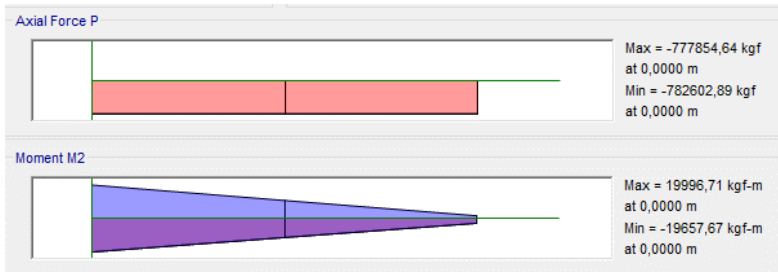 Axial Force P
Max = -777854,64 kgf
at 0,0000 m
Min = -782602,89 kgf
at 0,0000 m
Moment M2
Max = 19996,71 kgf-m
at 0,0000 m
Min = -19657,67 kgf-m
at 0,0000 m